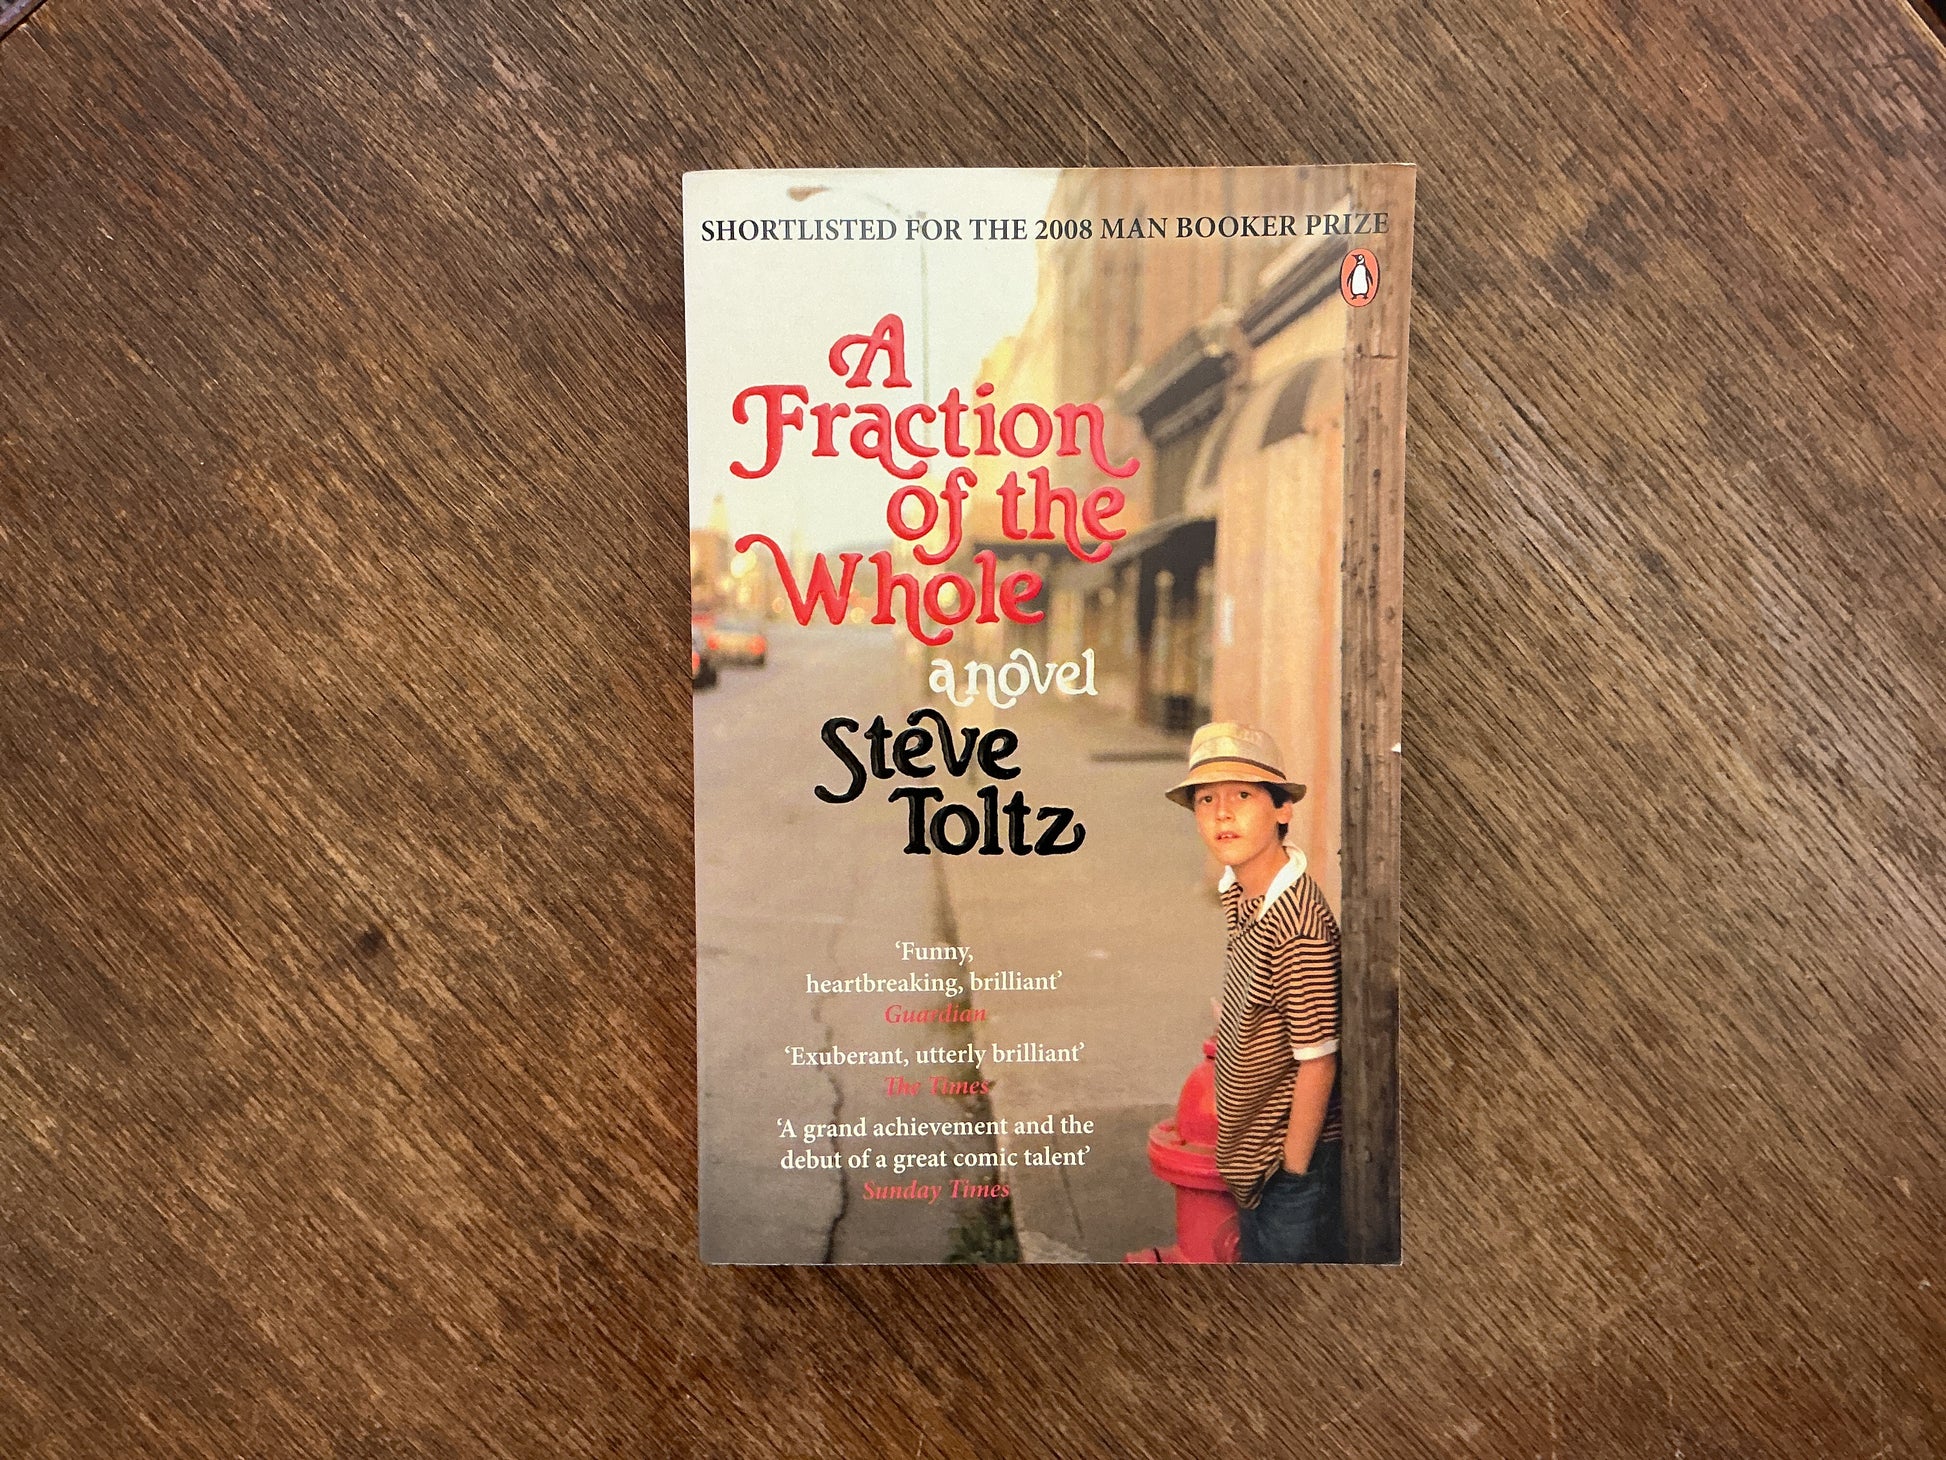 SHORTLISTED FOR THE 2008 MAN BOOKER PRIZE
A
Fraction
of the
Whole
a novel
Steve
Toltz
‘Funny,
heartbreaking, brilliant’
Guardian
‘Exuberant, utterly brilliant’
The Times
‘A grand achievement and the
debut of a great comic talent’
Sunday Times